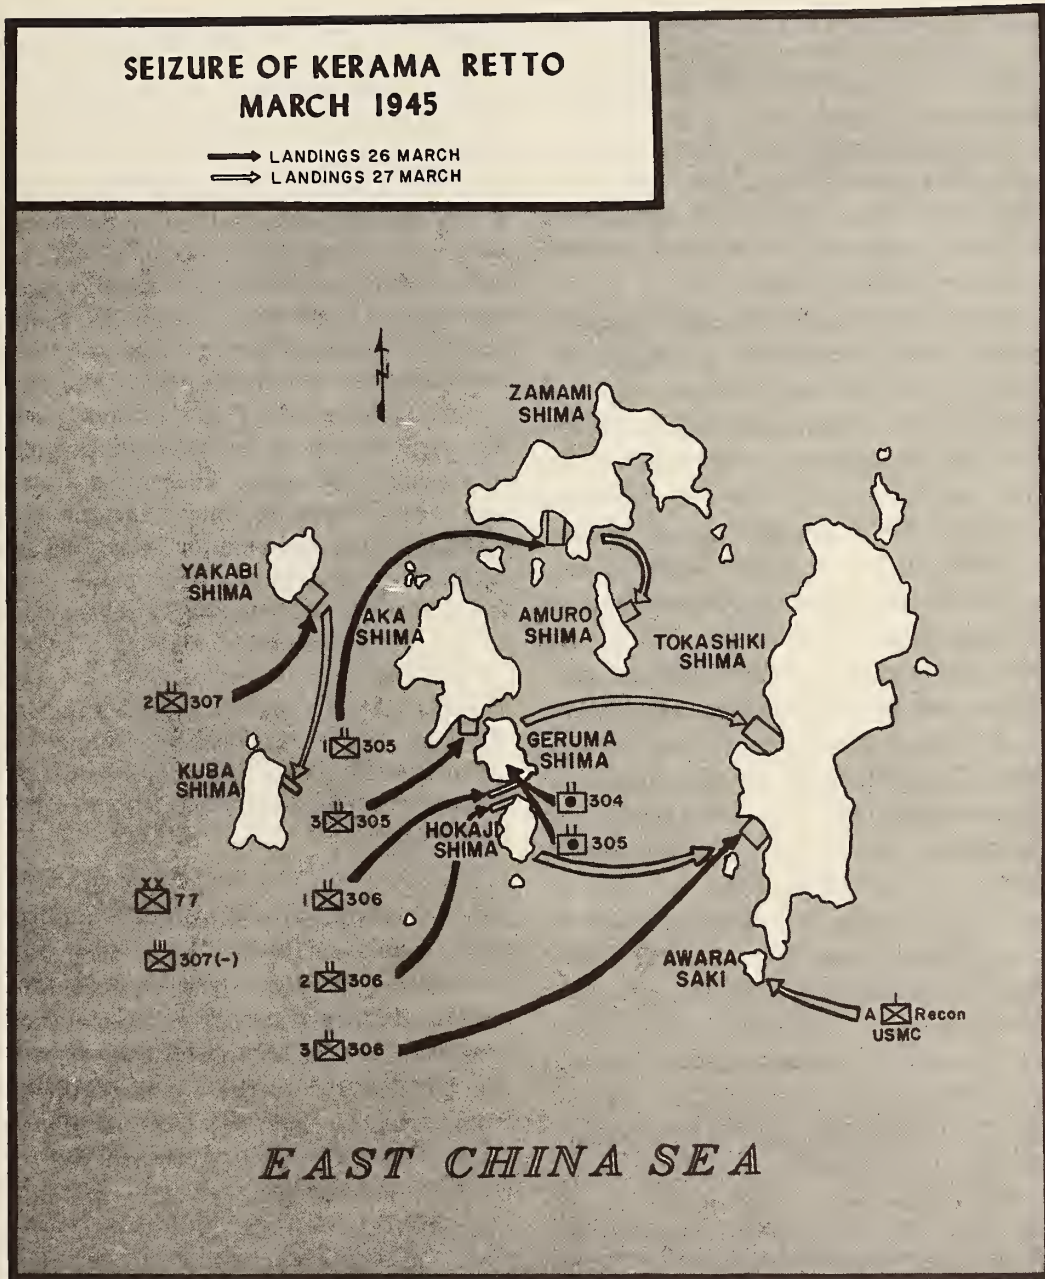 SEIZURE OF KERAMA RETTO
MARCH 1945
LANDINGS 26 MARCH
LANDINGS 27 MARCH
N
ZAMAMI
SHIMA
YAKABI
SHIMA
AKA
SHIMA
AMURO
SHIMA
TOKASHIKI
SHIMA
2 307
1 305
GERUMA
SHIMA
KUBA
SHIMA
304
3 305
HOKAJI
SHIMA
305
XX
77
1 306
III
307(-)
2 306
AWARA
SAKI
A Recon
USMC
3 306
EAST CHINA SEA